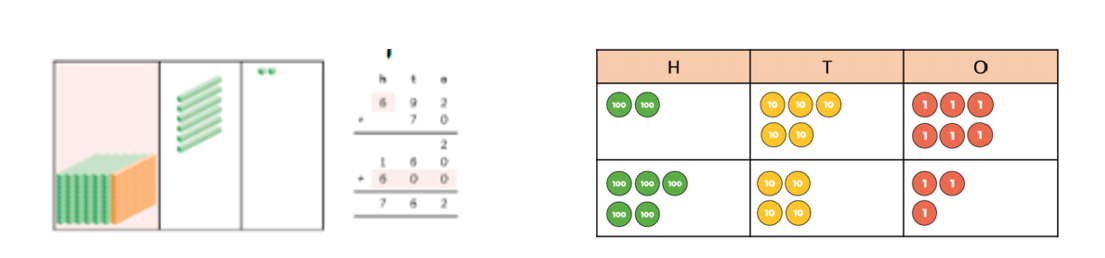 h t o
6 9 2
+ 7 0
2
1 6 0
+ 6 0 0
7 6 2
H T O
100 100 10 10 10 1 1 1
10 10 1 1 1
100 100 100 10 10 1 1
100 100 10 10 1